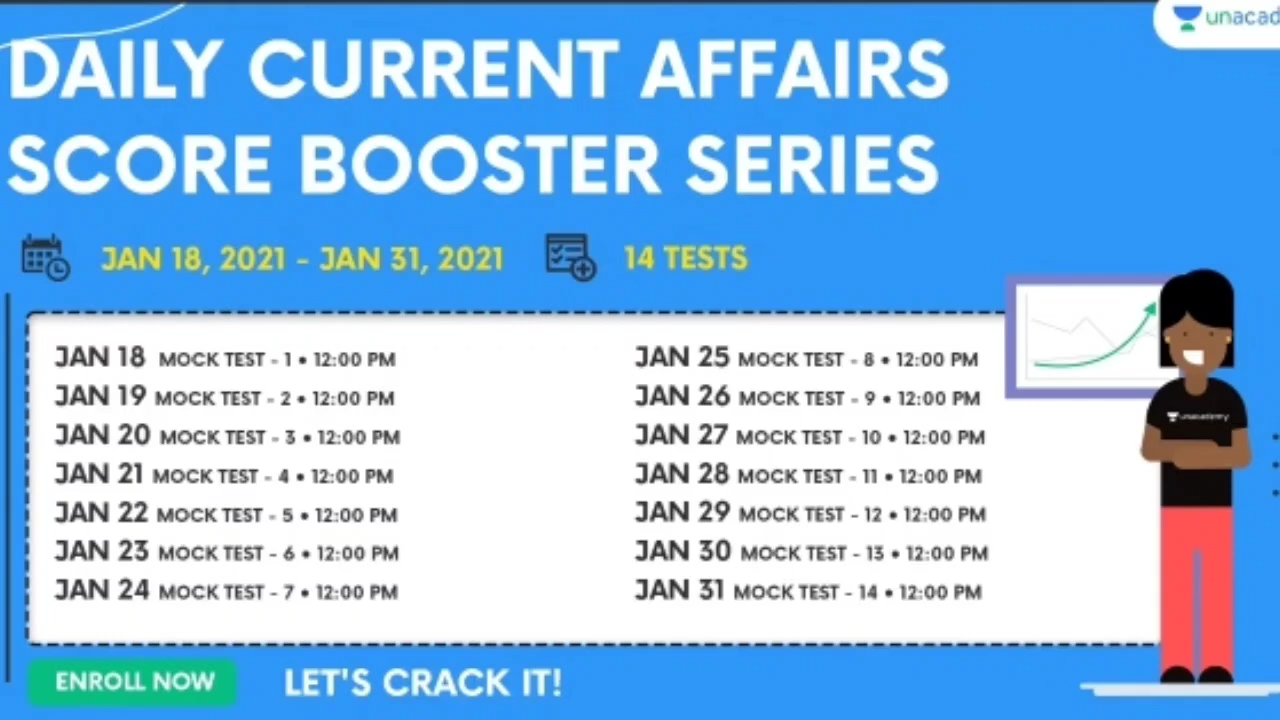 unacad
DAILY CURRENT AFFAIRS
SCORE BOOSTER SERIES
JAN 18, 2021 - JAN 31, 2021
14 TESTS
JAN 18 MOCK TEST - 1 • 12:00 PM
JAN 19 MOCK TEST - 2 • 12:00 PM
JAN 20 MOCK TEST - 3 • 12:00 PM
JAN 21 MOCK TEST - 4 • 12:00 PM
JAN 22 MOCK TEST - 5 • 12:00 PM
JAN 23 MOCK TEST - 6 • 12:00 PM
JAN 24 MOCK TEST - 7 • 12:00 PM
JAN 25 MOCK TEST - 8 • 12:00 PM
JAN 26 MOCK TEST - 9 • 12:00 PM
JAN 27 MOCK TEST - 10 • 12:00 PM
JAN 28 MOCK TEST - 11 • 12:00 PM
JAN 29 MOCK TEST - 12 • 12:00 PM
JAN 30 MOCK TEST - 13 • 12:00 PM
JAN 31 MOCK TEST - 14 • 12:00 PM
unacademy
ENROLL NOW
LET'S CRACK IT!